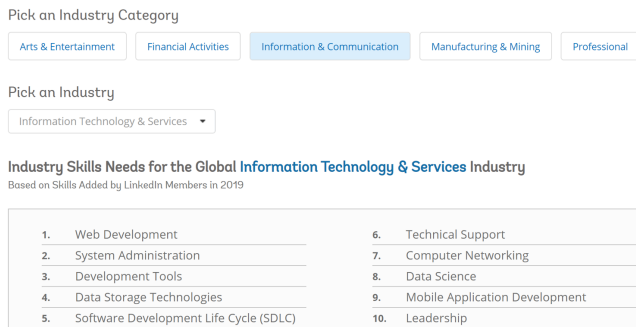 Pick an Industry Category
Arts & Entertainment Financial Activities Information & Communication Manufacturing & Mining Professional
Pick an Industry
Information Technology & Services
Industry Skills Needs for the Global Information Technology & Services Industry
Based on Skills Added by LinkedIn Members in 2019
1. Web Development
2. System Administration
3. Development Tools
4. Data Storage Technologies
5. Software Development Life Cycle (SDLC)
6. Technical Support
7. Computer Networking
8. Data Science
9. Mobile Application Development
10. Leadership